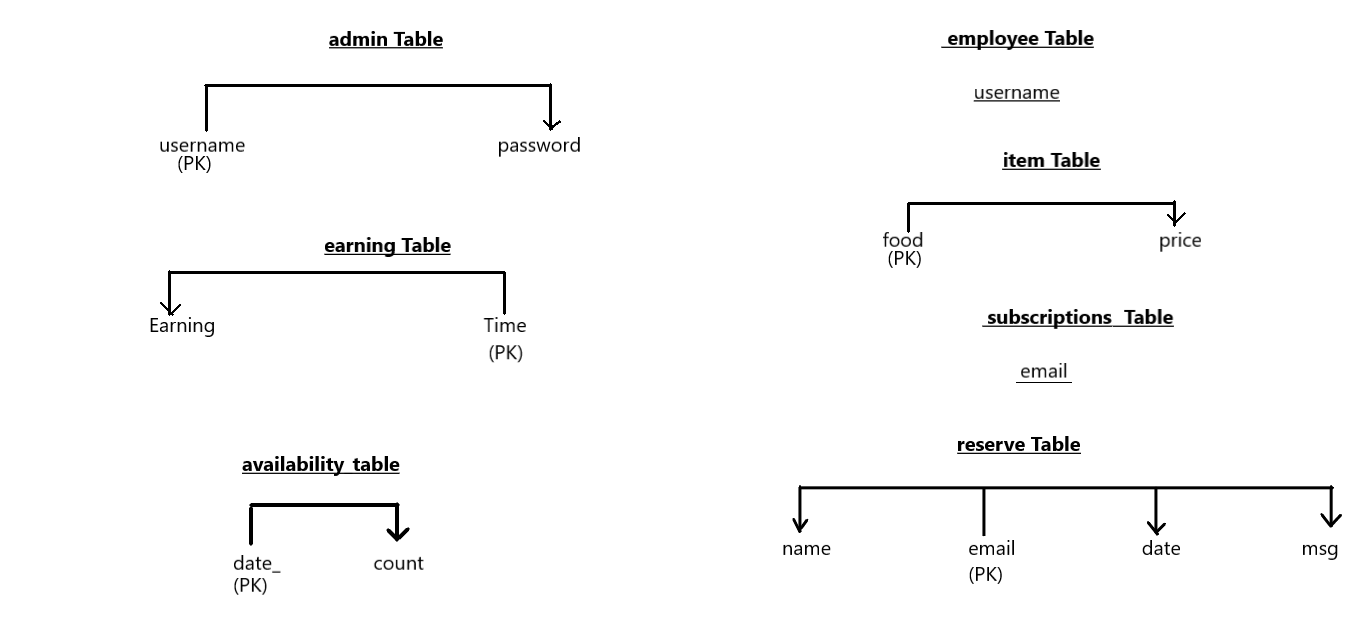 admin Table
username
(PK)
password
earning Table
Earning
Time
(PK)
availability table
date_
(PK)
count
employee Table
username
item Table
food
(PK)
price
subscriptions Table
email
reserve Table
name
email
(PK)
date
msg